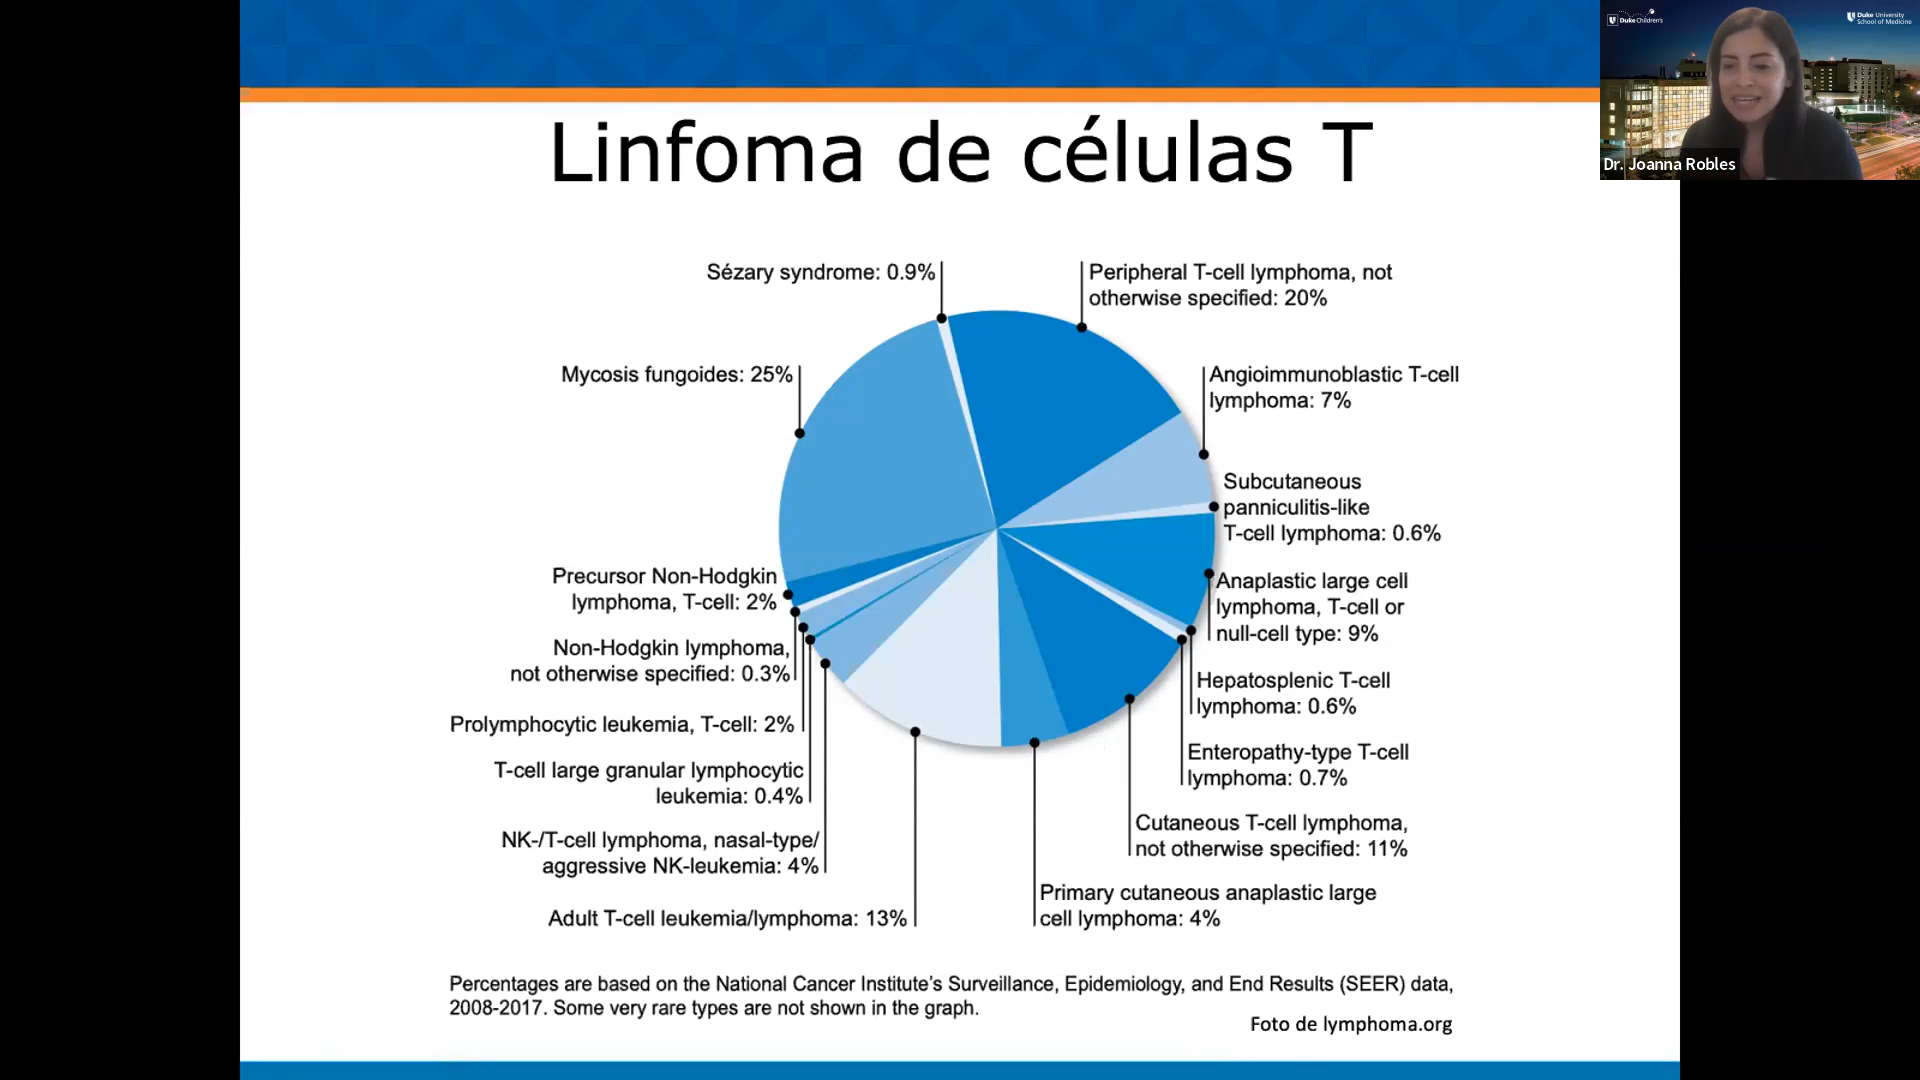 Duke Children's
Duke University
School of Medicine
Dr. Joanna Robles
Linfoma de células T
Sézary syndrome: 0.9%
Peripheral T-cell lymphoma, not
otherwise specified: 20%
Mycosis fungoides: 25%
Angioimmunoblastic T-cell
lymphoma: 7%
Subcutaneous
panniculitis-like
T-cell lymphoma: 0.6%
Precursor Non-Hodgkin
lymphoma, T-cell: 2%
Anaplastic large cell
lymphoma, T-cell or
null-cell type: 9%
Non-Hodgkin lymphoma,
not otherwise specified: 0.3%
Hepatosplenic T-cell
lymphoma: 0.6%
Prolymphocytic leukemia, T-cell: 2%
Enteropathy-type T-cell
lymphoma: 0.7%
T-cell large granular lymphocytic
leukemia: 0.4%
Cutaneous T-cell lymphoma,
not otherwise specified: 11%
NK-/T-cell lymphoma, nasal-type/
aggressive NK-leukemia: 4%
Primary cutaneous anaplastic large
cell lymphoma: 4%
Adult T-cell leukemia/lymphoma: 13%
Percentages are based on the National Cancer Institute's Surveillance, Epidemiology, and End Results (SEER) data,
2008-2017. Some very rare types are not shown in the graph.
Foto de lymphoma.org